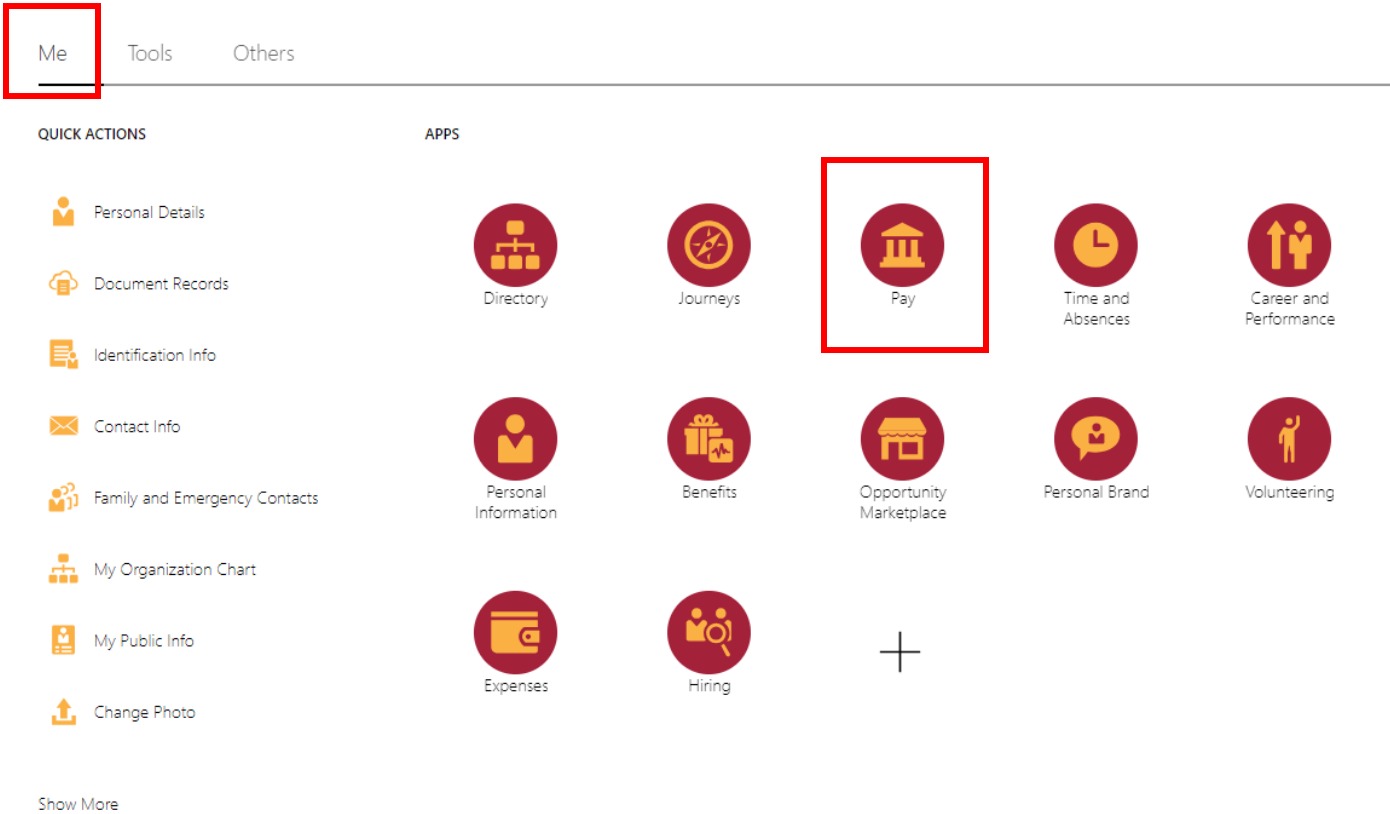 Me
Tools
Others
QUICK ACTIONS
APPS
Personal Details
Document Records
Identification Info
Contact Info
Family and Emergency Contacts
My Organization Chart
My Public Info
Change Photo
Show More
Directory
Journeys
Pay
Time and
Absences
Career and
Performance
Personal
Information
Benefits
Opportunity
Marketplace
Personal Brand
Volunteering
Expenses
Hiring